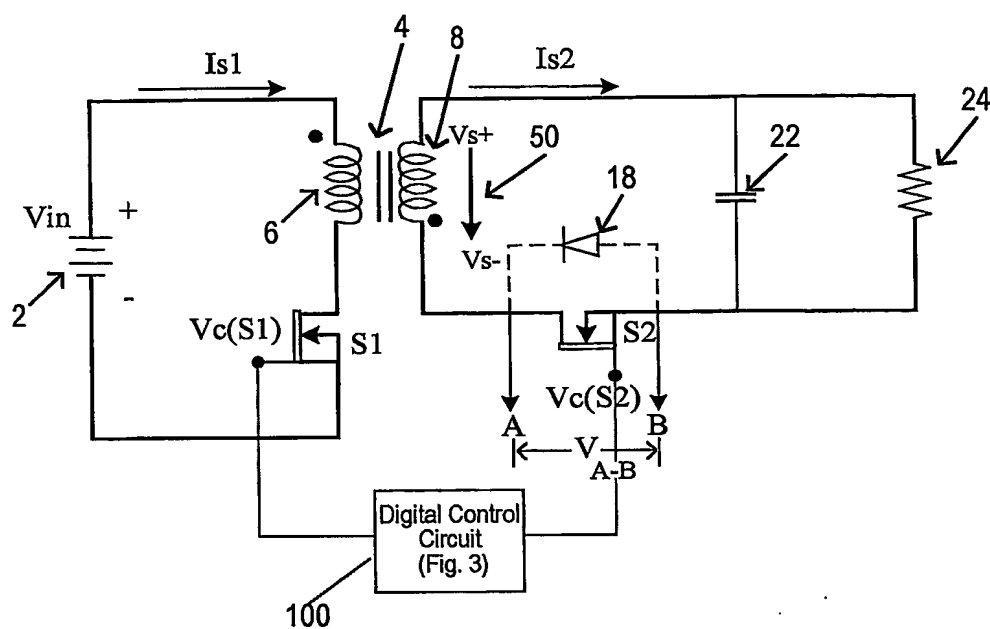 4
8
Is1
Is2
24
Vs+
50
22
18
Vin
+
6
Vs-
2
-
Vc(S1)
S1
S2
Vc(S2)
A
B
V
A-B
Digital Control
Circuit
(Fig. 3)
100